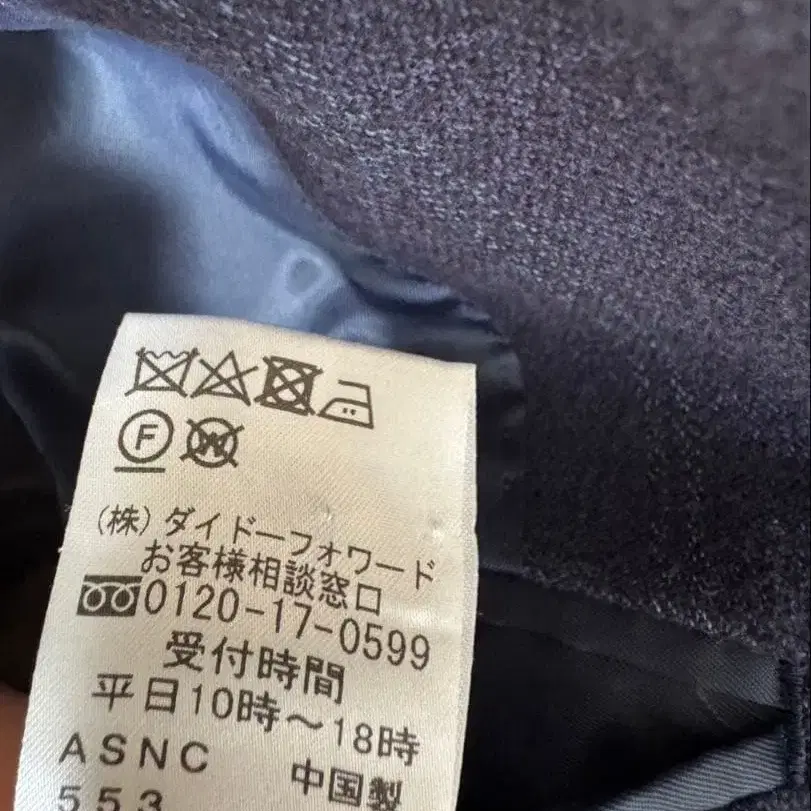 F W
(株)ダイドーフォワード
お客様相談窓口
0120-17-0599
受付時間
平日10時〜18時
ASNC 中国製
553